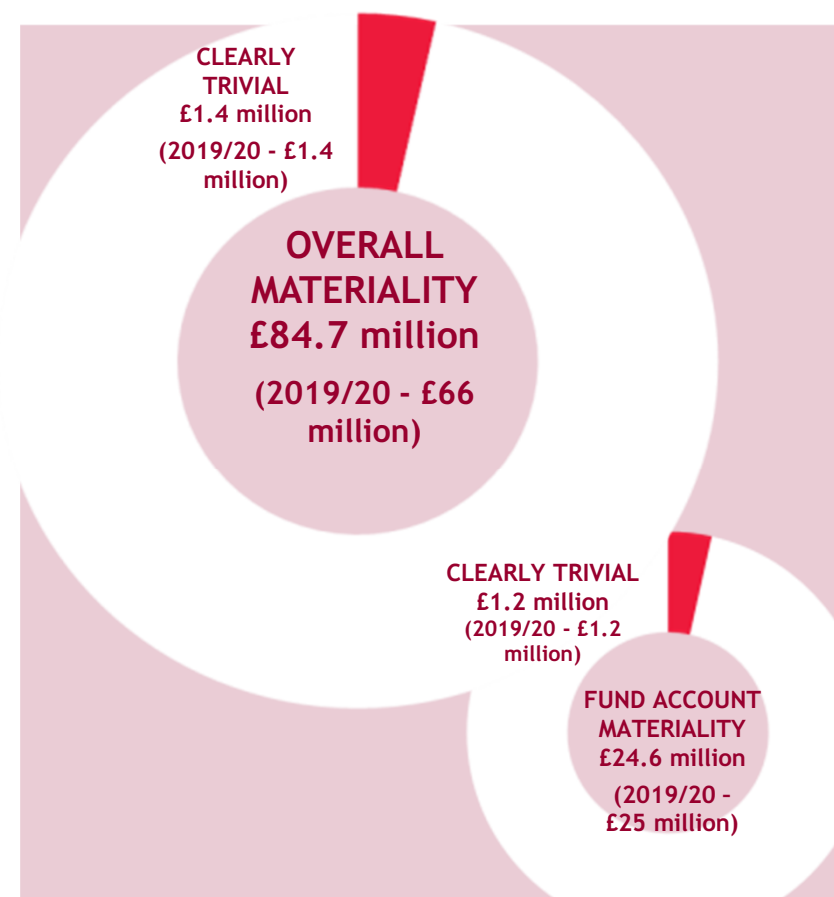 CLEARLY
TRIVIAL
£1.4 million
(2019/20 - £1.4
million)
OVERALL
MATERIALITY
£84.7 million
(2019/20 - £66
million)
CLEARLY TRIVIAL
£1.2 million
(2019/20 - £1.2
million)
FUND ACCOUNT
MATERIALITY
£24.6 million
(2019/20 –
£25 million)